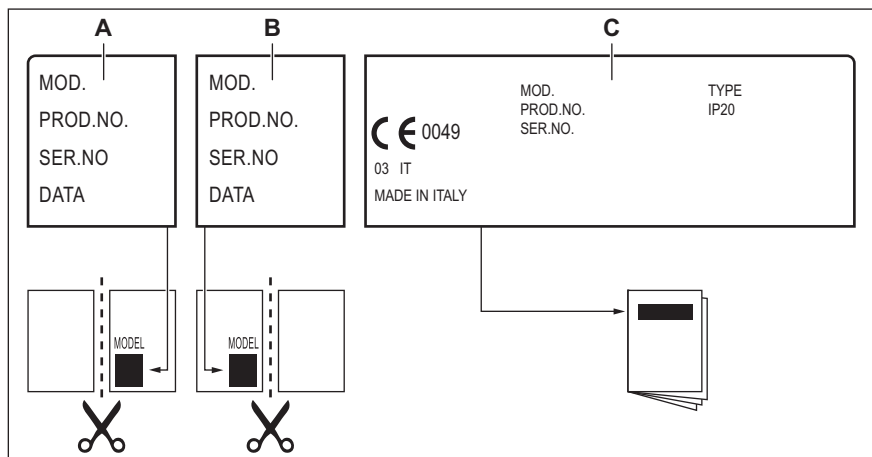 A
B
C
MOD.
PROD.NO.
SER.NO
DATA
MOD.
PROD.NO.
SER.NO
DATA
CE 0049
03 IT
MADE IN ITALY
MOD.
PROD.NO.
SER.NO.
TYPE
IP20
MODEL
MODEL